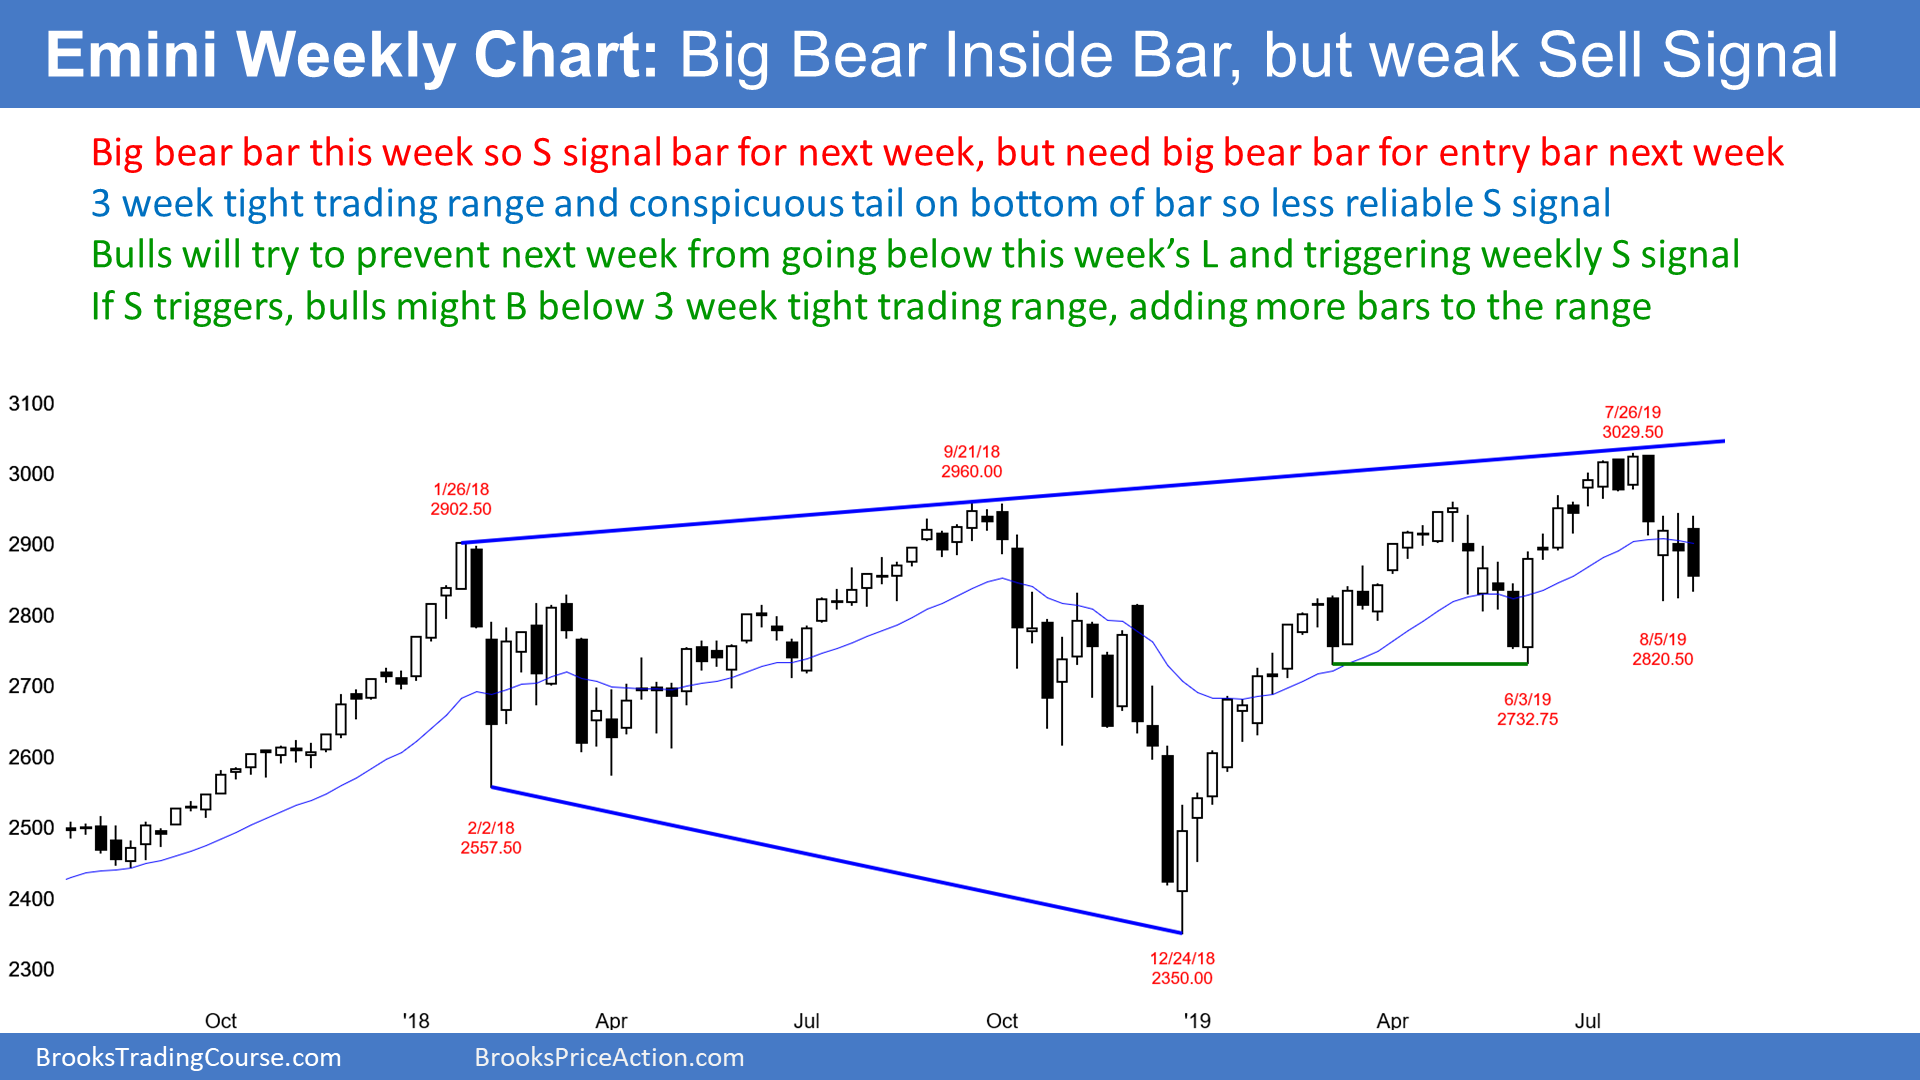 Emini Weekly Chart: Big Bear Inside Bar, but weak Sell Signal
Big bear bar this week so S signal bar for next week, but need big bear bar for entry bar next week
3 week tight trading range and conspicuous tail on bottom of bar so less reliable S signal
Bulls will try to prevent next week from going below this week’s L and triggering weekly S signal
If S triggers, bulls might B below 3 week tight trading range, adding more bars to the range
3100
3000
2900
2800
2700
2600
2500
2400
2300
1/26/18
2902.50
9/21/18
2960.00
7/26/19
3029.50
2/2/18
2557.50
12/24/18
2350.00
6/3/19
2732.75
8/5/19
2820.50
Oct
'18
Apr
Jul
Oct
'19
Apr
Jul
BrooksTradingCourse.com
BrooksPriceAction.com